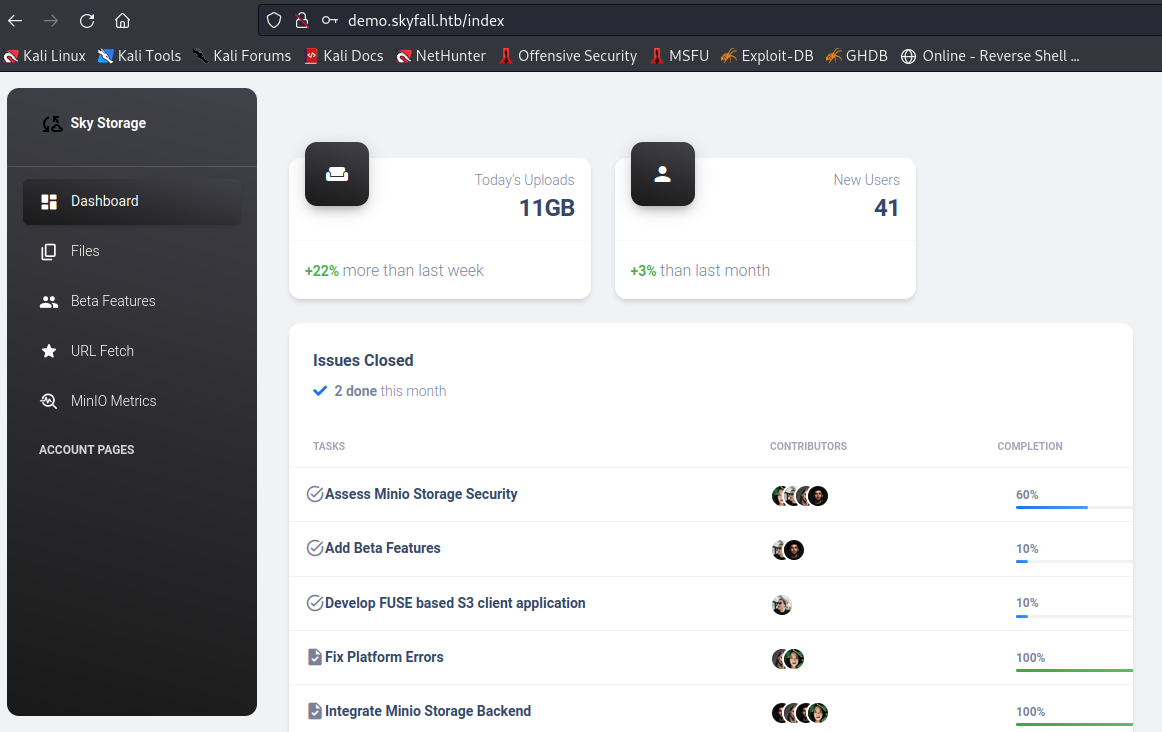 demo.skyfall.htb/index
Kali Linux Kali Tools Kali Forums Kali Docs NetHunter Offensive Security MSFU Exploit-DB GHDB Online - Reverse Shell ...
Sky Storage
Dashboard
Files
Beta Features
URL Fetch
MinIO Metrics
ACCOUNT PAGES
Today's Uploads
11GB
+22% more than last week
New Users
41
+3% than last month
Issues Closed
2 done this month
TASKS CONTRIBUTORS COMPLETION
Assess Minio Storage Security 60%
Add Beta Features 10%
Develop FUSE based S3 client application 10%
Fix Platform Errors 100%
Integrate Minio Storage Backend 100%